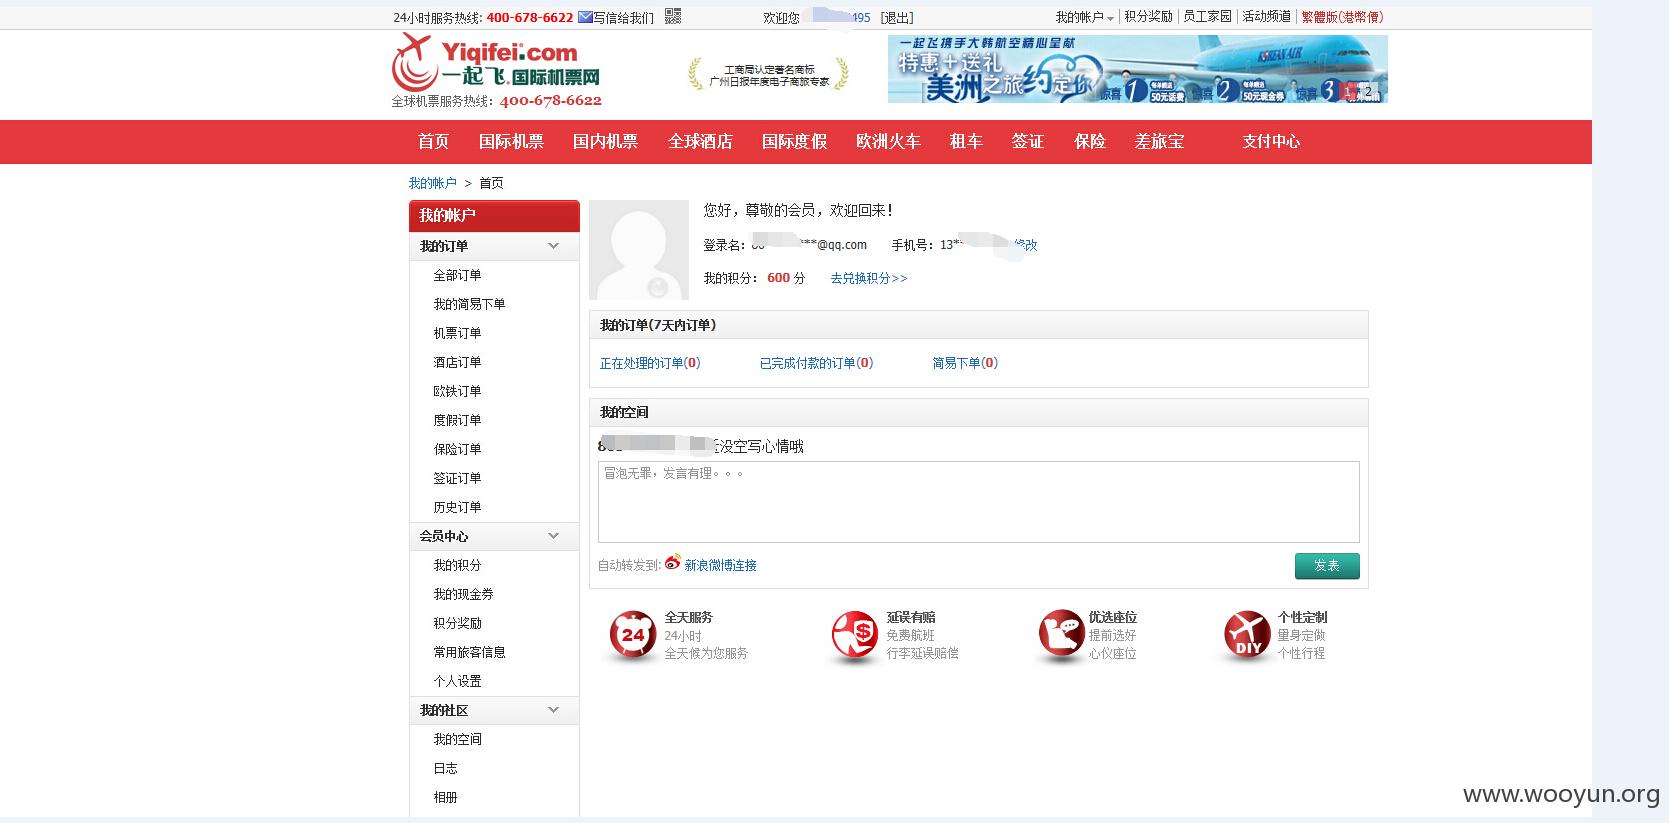 24小时服务热线: 400-678-6622 写信给我们 欢迎您 495 [退出] 我的帐户 积分奖励 员工家园 活动频道 繁體版(港幣價)
Yiqifei.com
一起飞.国际机票网
全球机票服务热线: 400-678-6622
工商局认定著名商标
广州日报年度电子商旅专家
一起飞携手大韩航空精心呈献
特惠+送礼
美洲之旅约定你
KOREAN AIR
惊喜1 50元话费 惊喜2 50元现金券 惊喜3
1 2
首页 国际机票 国内机票 全球酒店 国际度假 欧洲火车 租车 签证 保险 差旅宝 支付中心
我的帐户 > 首页
我的帐户
我的订单
全部订单
我的简易下单
机票订单
酒店订单
欧铁订单
度假订单
保险订单
签证订单
历史订单
会员中心
我的积分
我的现金券
积分奖励
常用旅客信息
个人设置
我的社区
我的空间
日志
相册
您好，尊敬的会员，欢迎回来！
登录名: ***@qq.com 手机号: 13* 修改
我的积分: 600 分 去兑换积分>>
我的订单(7天内订单)
正在处理的订单(0) 已完成付款的订单(0) 简易下单(0)
我的空间
没空写心情哦
冒泡无罪，发言有理。。。
自动转发到: 新浪微博连接 发表
24 全天服务
24小时
全天候为您服务
延误有赔
免费航班
行李延误赔偿
优选座位
提前选好
心仪座位
DIY 个性定制
量身定做
个性行程
www.wooyun.org